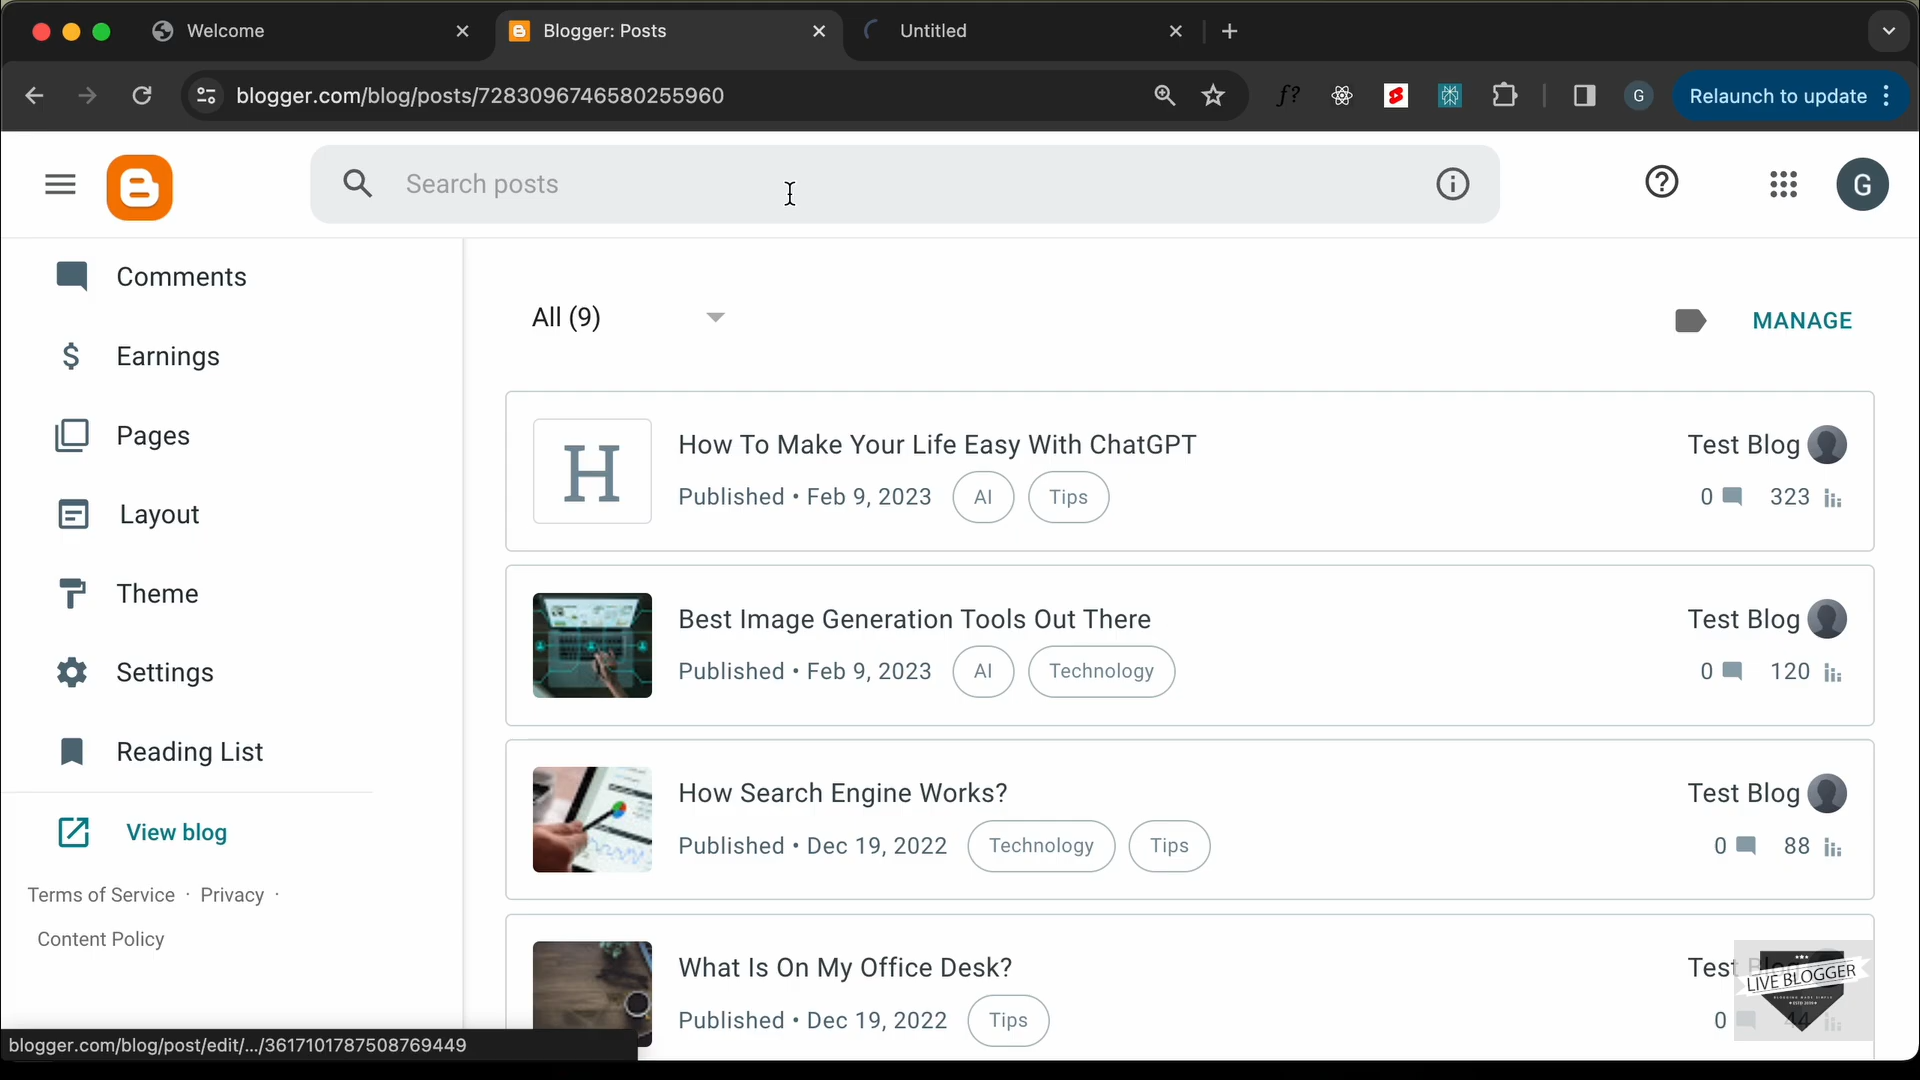 Welcome
Blogger: Posts
Untitled
blogger.com/blog/posts/7283096746580255960
f?
G
Relaunch to update
Search posts
G
Comments
Earnings
Pages
Layout
Theme
Settings
Reading List
View blog
Terms of Service · Privacy ·
Content Policy
All (9)
MANAGE
H
How To Make Your Life Easy With ChatGPT
Published • Feb 9, 2023 AI Tips
Test Blog
0 323
Best Image Generation Tools Out There
Published • Feb 9, 2023 AI Technology
Test Blog
0 120
How Search Engine Works?
Published • Dec 19, 2022 Technology Tips
Test Blog
0 88
What Is On My Office Desk?
Published • Dec 19, 2022 Tips
Test Blog
0 44
LIVE BLOGGER
blogger.com/blog/post/edit/.../3617101787508769449